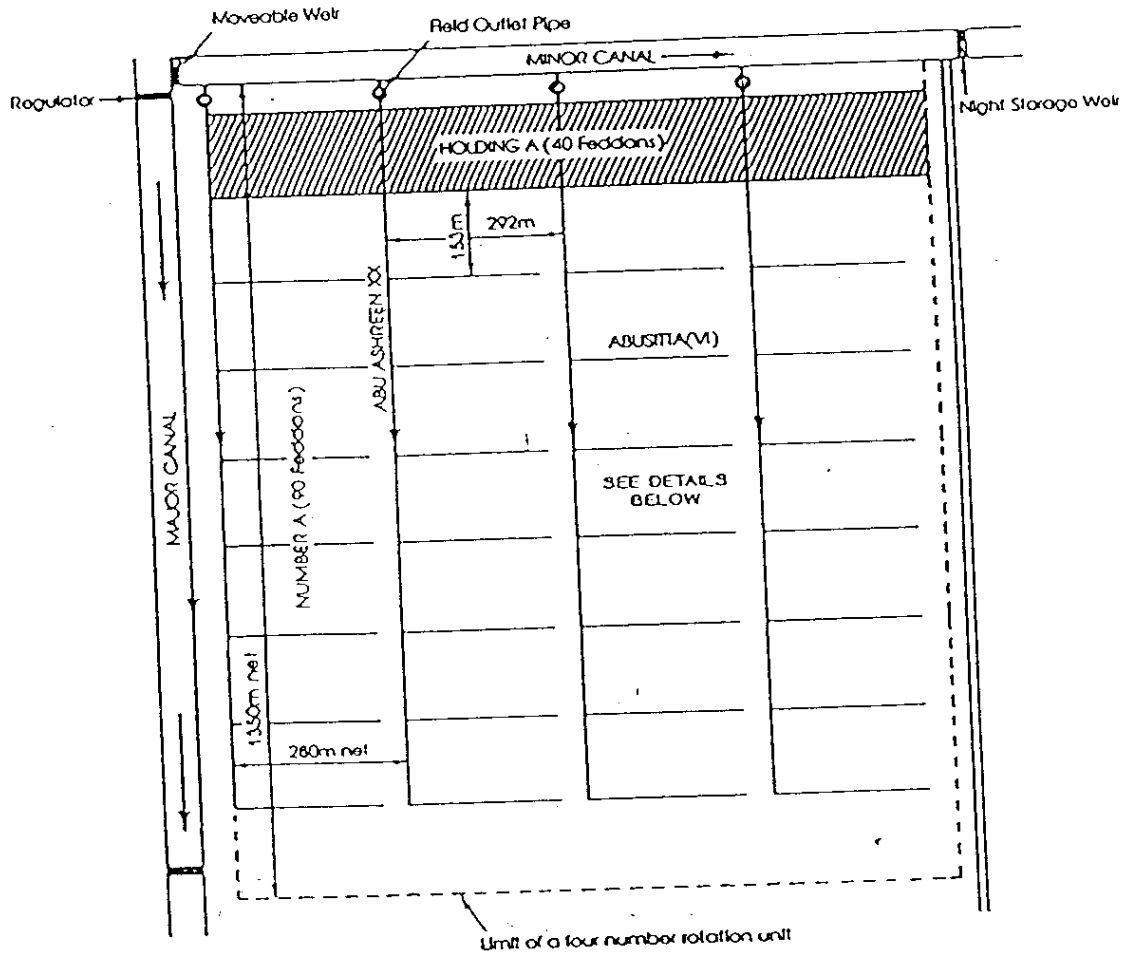 Moveable Weir
Field Outlet Pipe
MINOR CANAL
Regulator
Night Storage Weir
HOLDING A (40 Feddans)
292m
ABU ASHREEN XX
ABUSITTA(VI)
MAJOR CANAL
NUMBER A (90 Feddans)
SEE DETAILS
BELOW
1350m net
280m net
Limit of a four number rotation unit